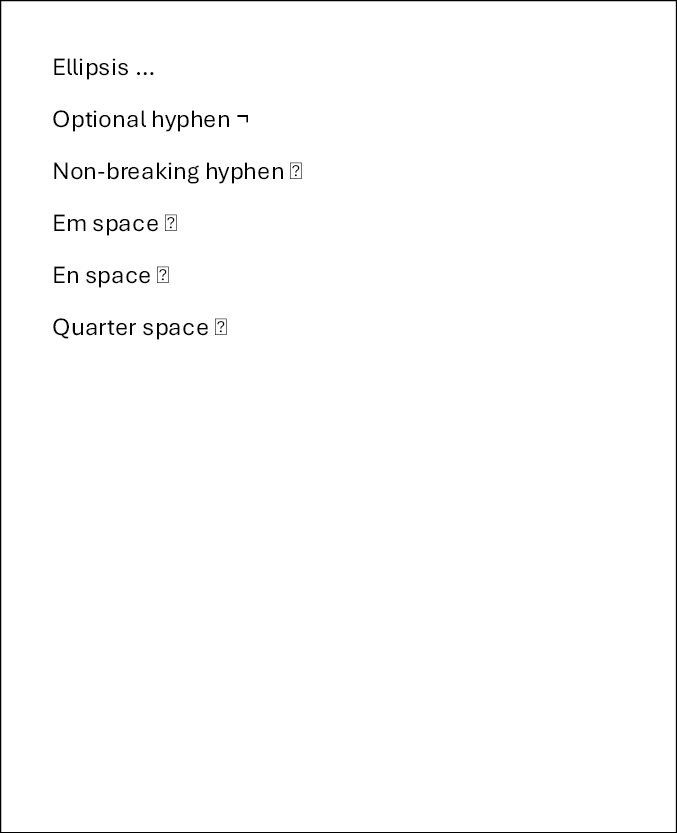 Ellipsis …
Optional hyphen ¬
Non-breaking hyphen ⍰
Em space ⍰
En space ⍰
Quarter space ⍰